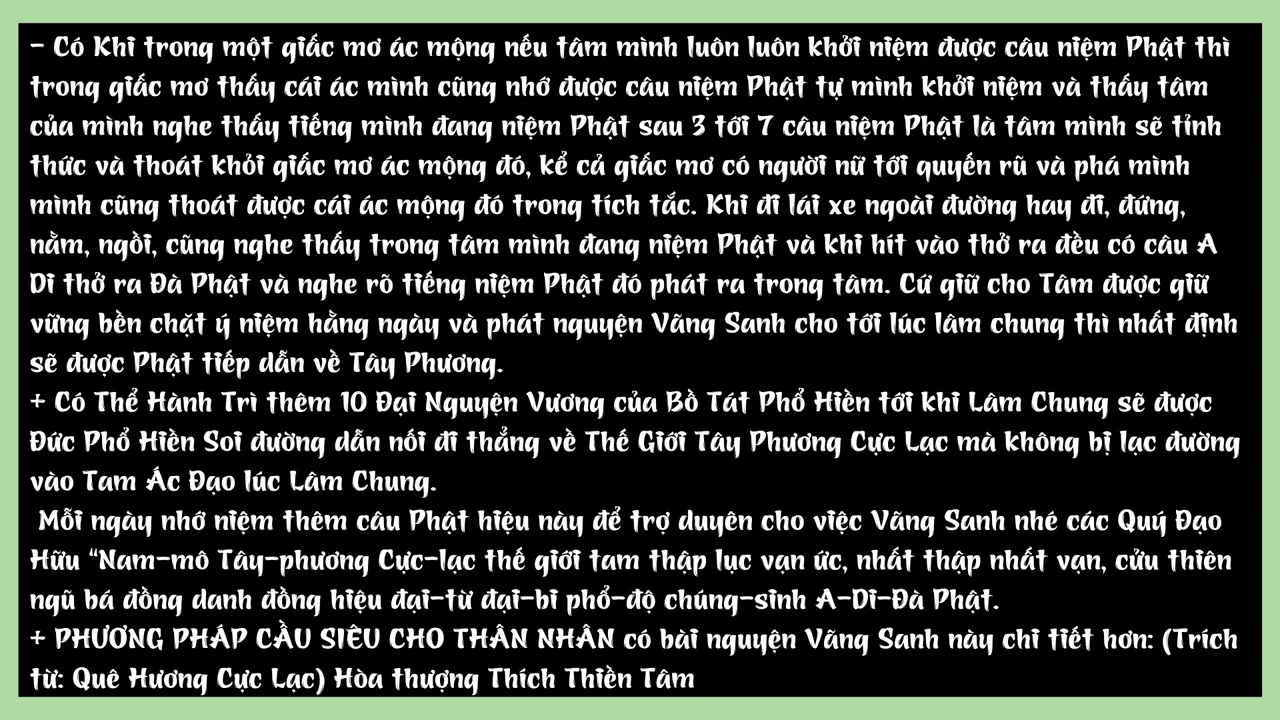 - Có Khi trong một giấc mơ ác mộng nếu tâm mình luôn luôn khởi niệm được câu niệm Phật thì
trong giấc mơ thấy cái ác mình cũng nhớ được câu niệm Phật tự mình khởi niệm và thấy tâm
của mình nghe thấy tiếng mình đang niệm Phật sau 3 tới 7 câu niệm Phật là tâm mình sẽ tỉnh
thức và thoát khỏi giấc mơ ác mộng đó, kể cả giấc mơ có người nữ tới quyến rũ và phá mình
mình cũng thoát được cái ác mộng đó trong tích tắc. Khi đi lái xe ngoài đường hay đi, đứng,
nằm, ngồi, cũng nghe thấy trong tâm mình đang niệm Phật và khi hít vào thở ra đều có câu A
Di thở ra Đà Phật và nghe rõ tiếng niệm Phật đó phát ra trong tâm. Cứ giữ cho Tâm được giữ
vững bền chặt ý niệm hằng ngày và phát nguyện Vãng Sanh cho tới lúc lâm chung thì nhất định
sẽ được Phật tiếp dẫn về Tây Phương.
+ Có Thể Hành Trì thêm 10 Đại Nguyện Vương của Bồ Tát Phổ Hiền tới khi Lâm Chung sẽ được
Đức Phổ Hiền Soi đường dẫn nối đi thẳng về Thế Giới Tây Phương Cực Lạc mà không bị lạc đường
vào Tam Ác Đạo lúc Lâm Chung.
Mỗi ngày nhớ niệm thêm câu Phật hiệu này để trợ duyên cho việc Vãng Sanh nhé các Quý Đạo
Hữu "Nam-mô Tây-phương Cực-lạc thế giới tam thập lục vạn ức, nhất thập nhất vạn, cửu thiên
ngũ bá đồng danh đồng hiệu đại-từ đại-bi phổ-độ chúng-sinh A-Di-Đà Phật.
+ PHƯƠNG PHÁP CẦU SIÊU CHO THÂN NHÂN có bài nguyện Vãng Sanh này chi tiết hơn: (Trích
từ: Quê Hương Cực Lạc) Hòa thượng Thích Thiền Tâm